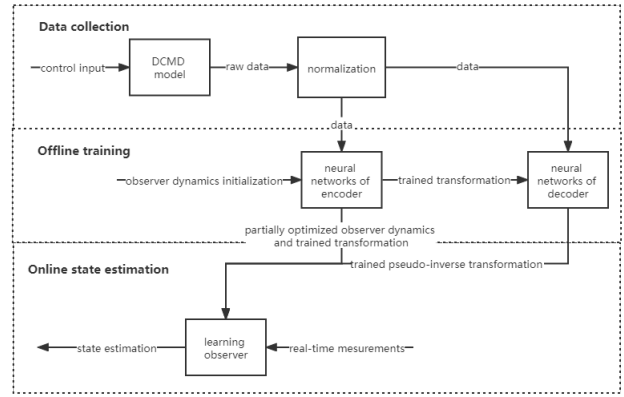 Data collection
control input
DCMD
model
raw data
normalization
data
data
Offline training
observer dynamics initialization
neural
networks of
encoder
trained transformation
neural
networks of
decoder
partially optimized observer dynamics
and trained transformation
Online state estimation
trained pseudo-inverse transformation
state estimation
learning
observer
real-time mesurements